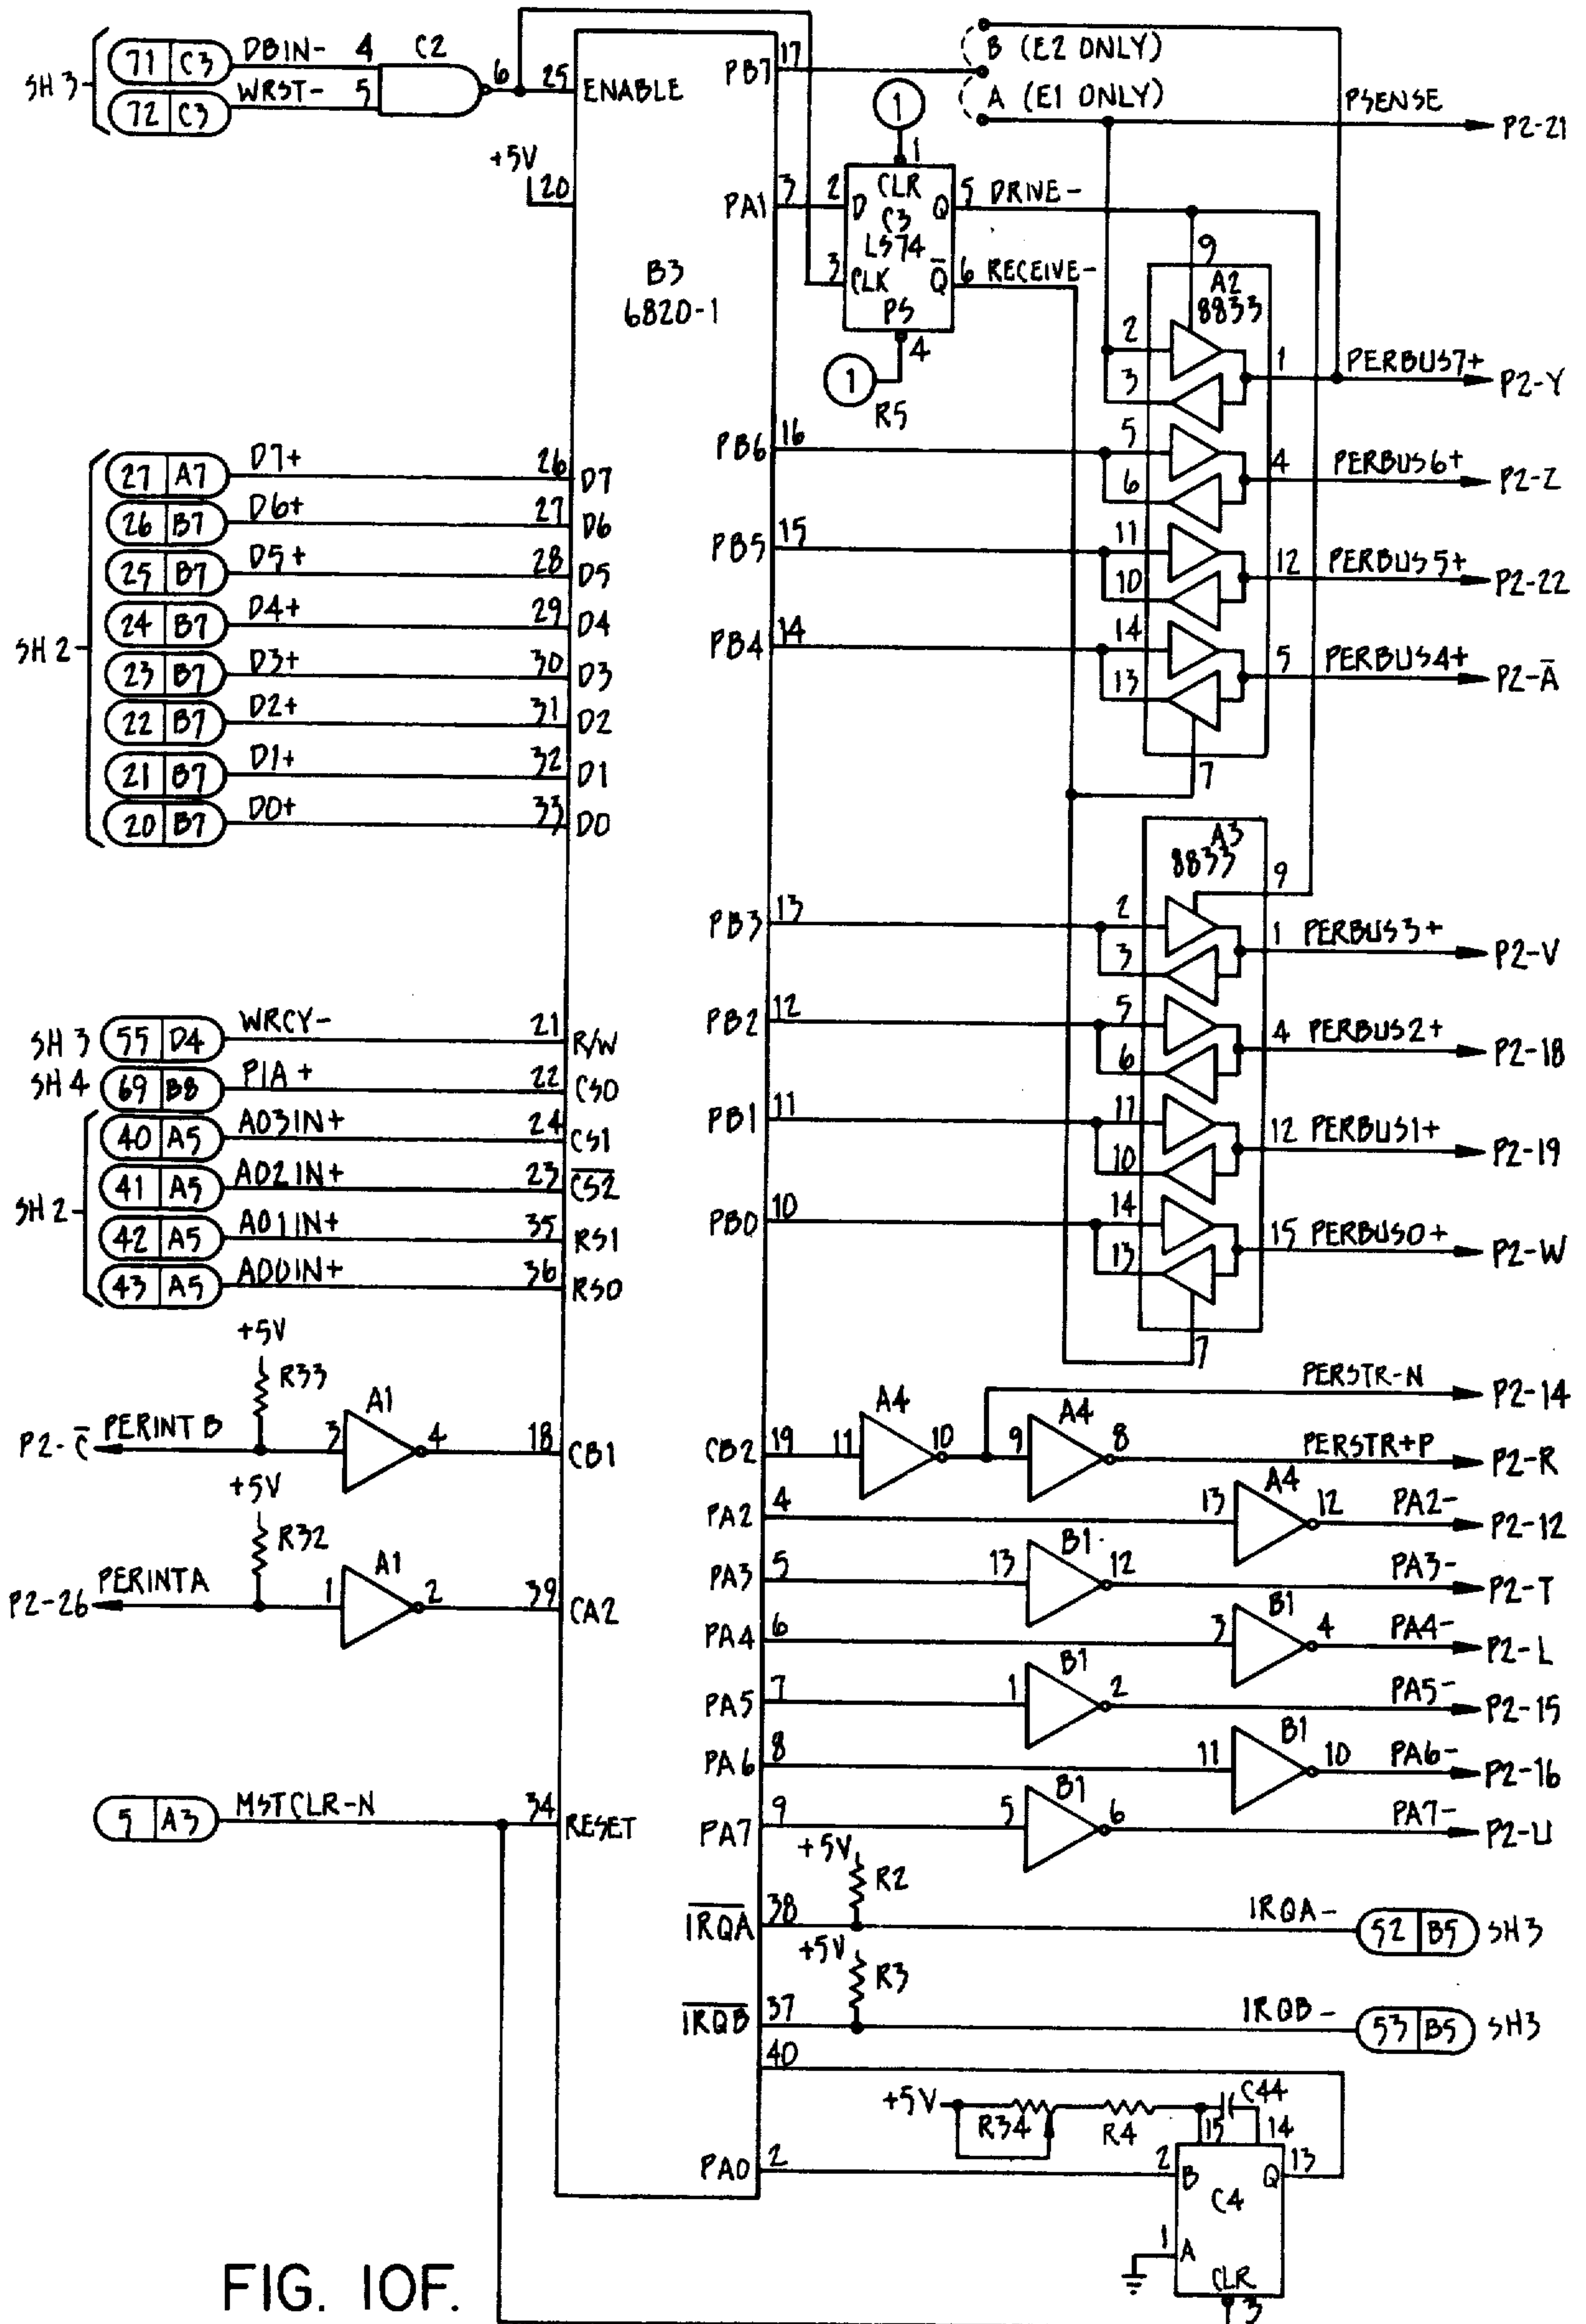 SH 3
71 C3 DBIN- 4 C2 6 25 ENABLE
72 C3 WRST- 5
+5V
20
B3
6820-1
PB7 17
B (E2 ONLY)
A (E1 ONLY)
PSENSE P2-21
1
1
PA1 3 2 D CLR Q 5 DRIVE-
C3
LS74
3 CLK Q̅ 6 RECEIVE-
PS
4
1
R5
9
A2
8833
2
3
1 PERBUS7+ P2-Y
PB6 16 5
6
4 PERBUS6+ P2-Z
PB5 15 11
10
12 PERBUS5+ P2-22
PB4 14 14
13
5 PERBUS4+ P2-A̅
7
SH 2
27 A7 D7+ 26 D7
26 B7 D6+ 27 D6
25 B7 D5+ 28 D5
24 B7 D4+ 29 D4
23 B7 D3+ 30 D3
22 B7 D2+ 31 D2
21 B7 D1+ 32 D1
20 B7 D0+ 33 D0
A3
8833
9
PB3 13 2
3
1 PERBUS3+ P2-V
PB2 12 5
6
4 PERBUS2+ P2-18
PB1 11 11
10
12 PERBUS1+ P2-19
PB0 10 14
13
15 PERBUS0+ P2-W
7
SH 3 55 D4 WRCY- 21 R/W
SH 4 69 B8 PIA+ 22 CS0
SH 2
40 A5 A03IN+ 24 CS1
41 A5 A02IN+ 23 C̅S̅2̅
42 A5 A01IN+ 35 RS1
43 A5 A00IN+ 36 RS0
+5V
R33
P2-C̅ PERINT B 3 A1 4 18 CB1
+5V
R32
P2-26 PERINTA 1 A1 2 39 CA2
PERSTR-N P2-14
CB2 19 11 A4 10 9 A4 8 PERSTR+P P2-R
PA2 4 13 A4 12 PA2- P2-12
PA3 5 13 B1 12 PA3- P2-T
PA4 6 3 B1 4 PA4- P2-L
PA5 7 1 B1 2 PA5- P2-15
PA6 8 11 B1 10 PA6- P2-16
5 A3 MSTCLR-N 34 RESET
PA7 9 5 B1 6 PA7- P2-U
+5V
R2
I̅R̅Q̅A̅ 38 IRQA- 52 B5 SH3
+5V
R3
I̅R̅Q̅B̅ 37 IRQB- 53 B5 SH3
40
+5V R34 R4 15 C44 14
PA0 2 2 B Q 13
C4
1 A
CLR
3
FIG. 10F.